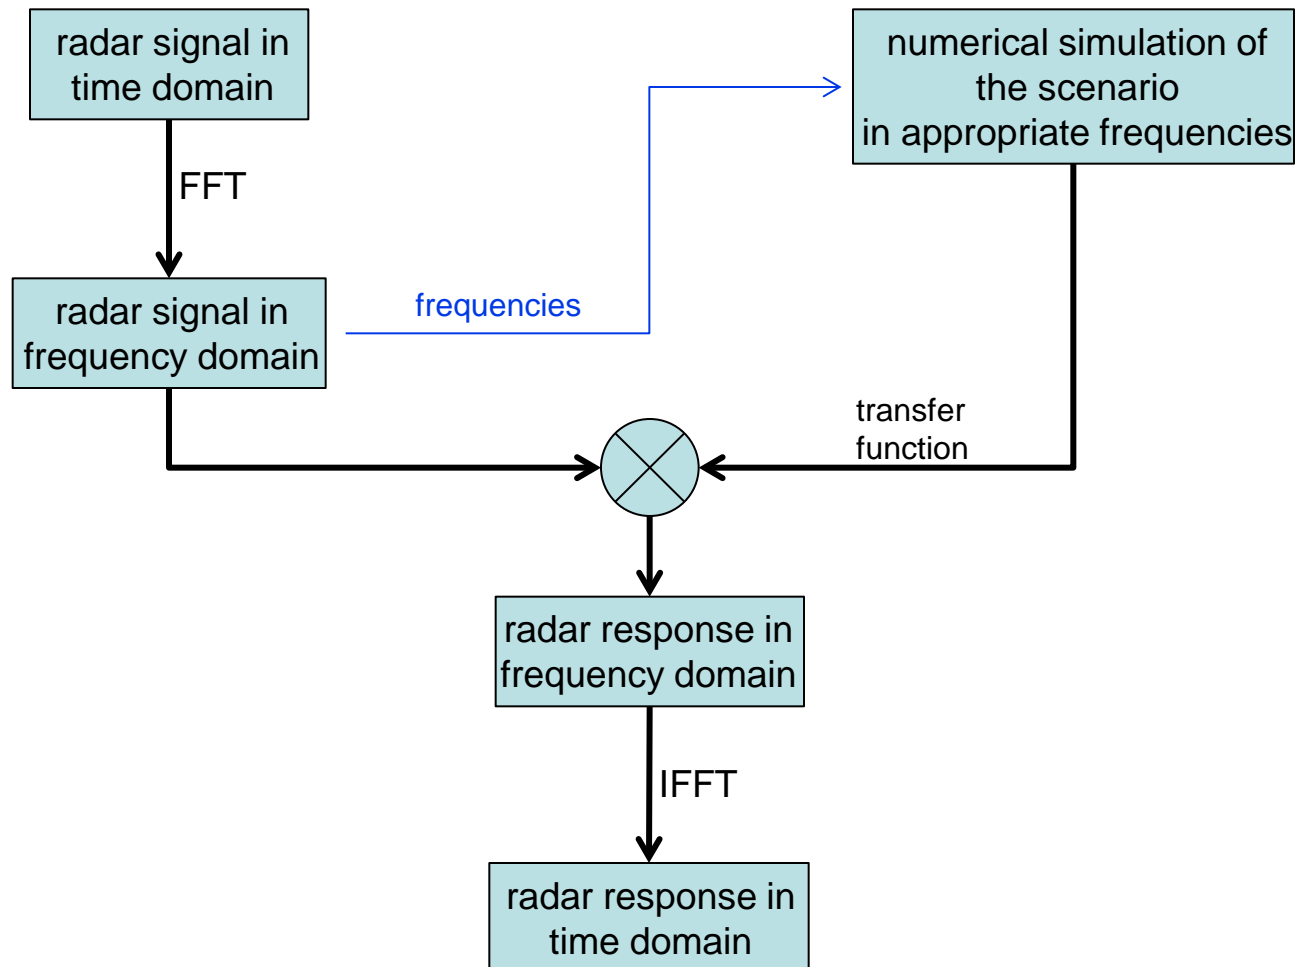 radar signal in
time domain
numerical simulation of
the scenario
in appropriate frequencies
FFT
radar signal in
frequency domain
frequencies
transfer
function
radar response in
frequency domain
IFFT
radar response in
time domain